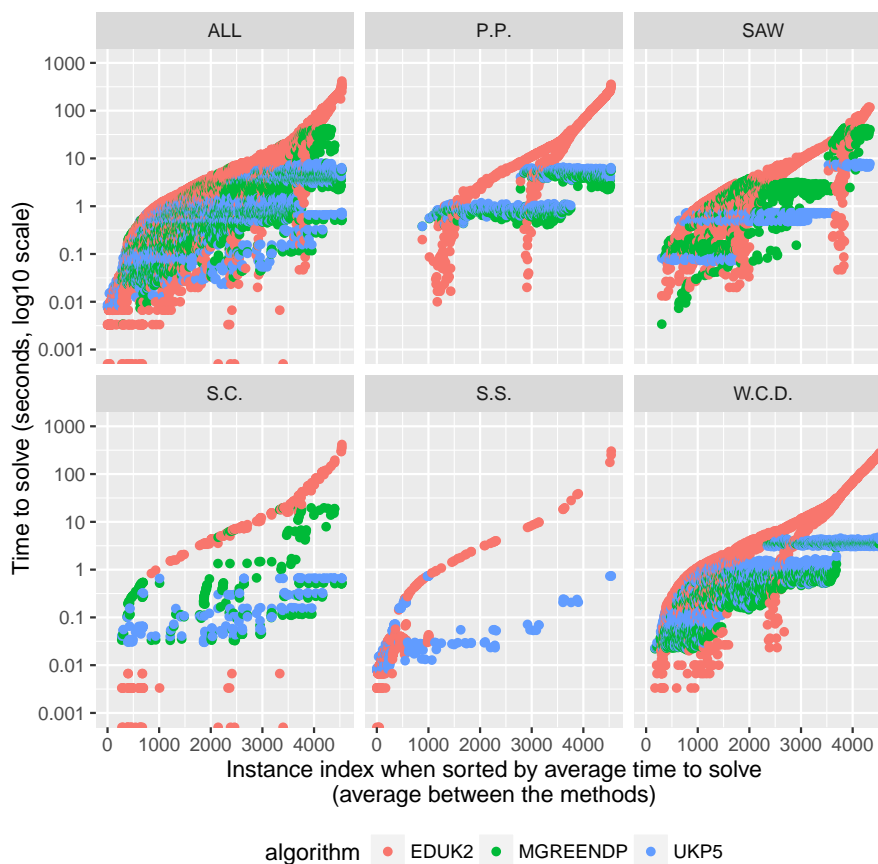 ALL P.P. SAW
1000
100
10
1
0.1
0.01
0.001
S.C. S.S. W.C.D.
1000
100
10
1
0.1
0.01
0.001
0 1000 2000 3000 4000 0 1000 2000 3000 4000 0 1000 2000 3000 4000
Time to solve (seconds, log10 scale)
Instance index when sorted by average time to solve
(average between the methods)
algorithm EDUK2 MGREENDP UKP5